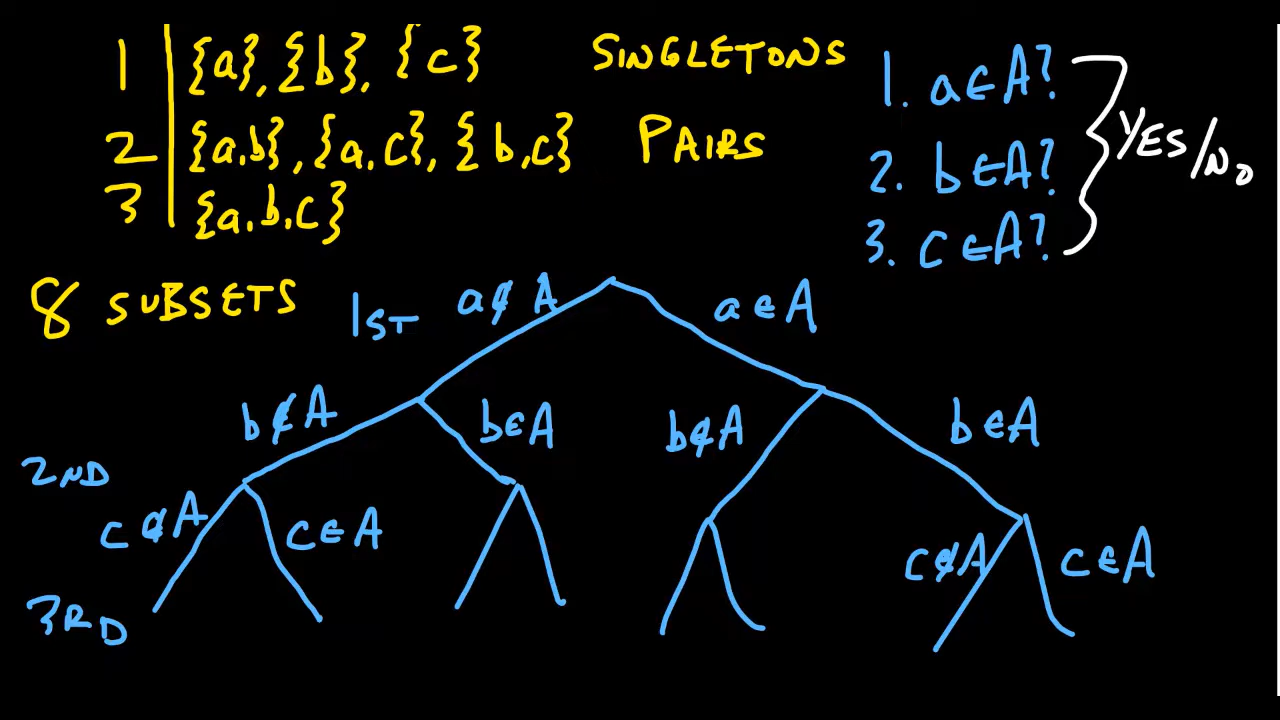 1 {a}, {b}, {c} SINGLETONS
2 {a,b}, {a,c}, {b,c} PAIRS
3 {a,b,c}
1. a∈A?
2. b∈A?
3. c∈A?
YES/NO
8 SUBSETS
1ST a∉A a∈A
b∉A b∈A b∉A b∈A
2ND
c∉A c∈A c∉A c∈A
3RD